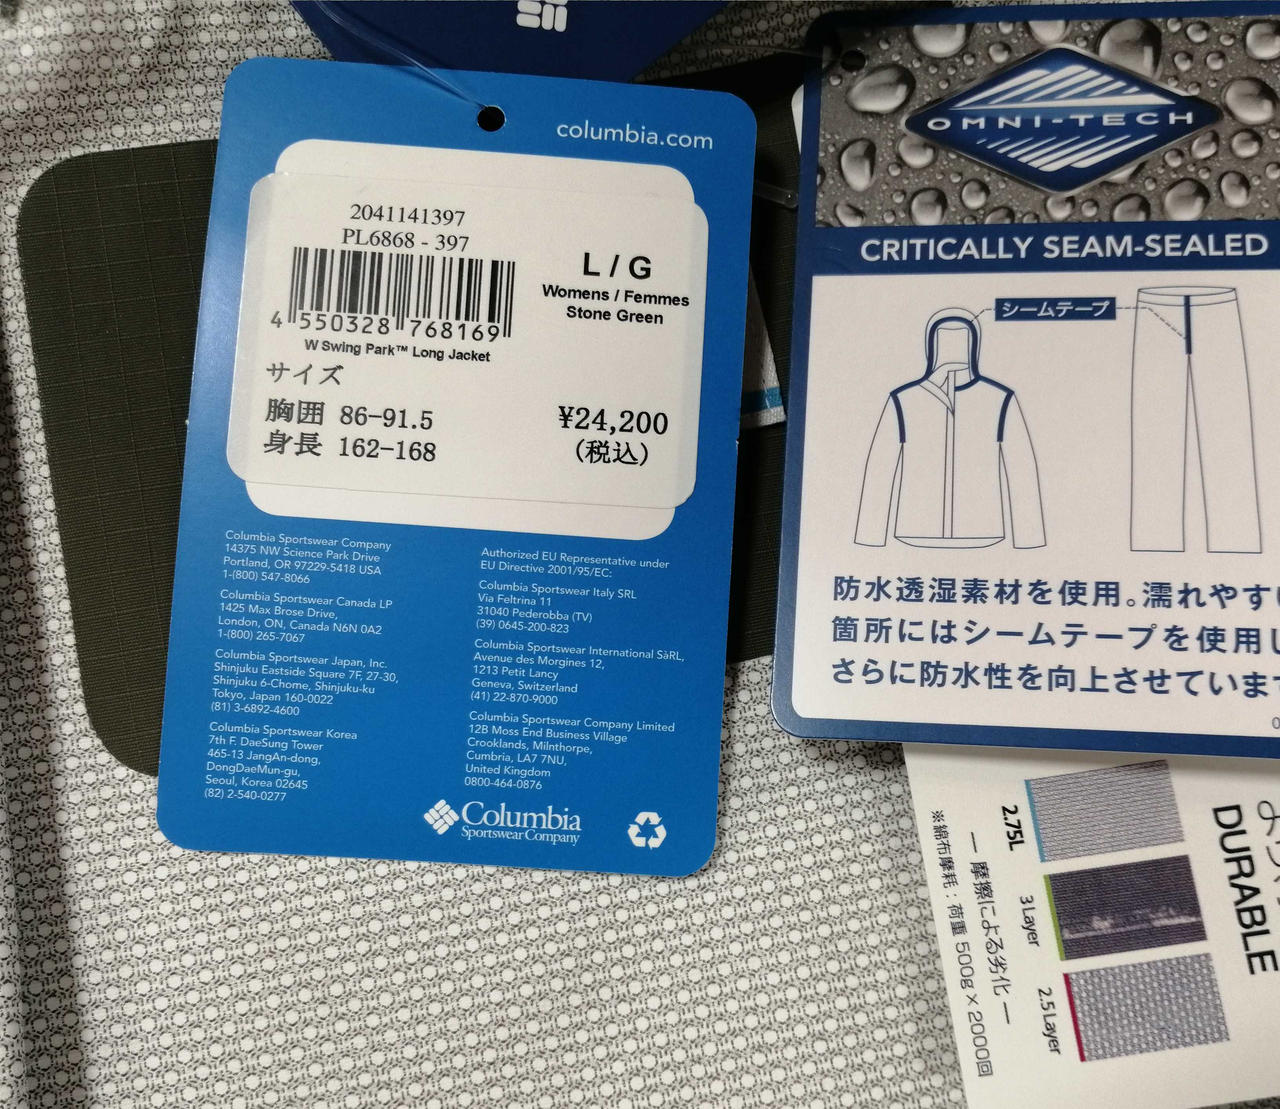 columbia.com
2041141397
PL6868 - 397
4 550328 768169
W Swing Park™ Long Jacket
L / G
Womens / Femmes
Stone Green
サイズ
胸囲 86-91.5
身長 162-168
¥24,200
(税込)
Columbia Sportswear Company
14375 NW Science Park Drive
Portland, OR 97229-5418 USA
1-(800) 547-8066
Columbia Sportswear Canada LP
1425 Max Brose Drive,
London, ON, Canada N6N 0A2
1-(800) 265-7067
Columbia Sportswear Japan, Inc.
Shinjuku Eastside Square 7F, 27-30,
Shinjuku 6-Chome, Shinjuku-ku
Tokyo, Japan 160-0022
(81) 3-6892-4600
Columbia Sportswear Korea
7th F. DaeSung Tower
465-13 JangAn-dong,
DongDaeMun-gu,
Seoul, Korea 02645
(82) 2-540-0277
Authorized EU Representative under
EU Directive 2001/95/EC:
Columbia Sportswear Italy SRL
Via Feltrina 11
31040 Pederobba (TV)
(39) 0645-200-823
Columbia Sportswear International SàRL,
Avenue des Morgines 12,
1213 Petit Lancy
Geneva, Switzerland
(41) 22-870-9000
Columbia Sportswear Company Limited
12B Moss End Business Village
Crooklands, Milnthorpe,
Cumbria, LA7 7NU,
United Kingdom
0800-464-0876
Columbia
Sportswear Company
OMNI-TECH
CRITICALLY SEAM-SEALED
シームテープ
防水透湿素材を使用。濡れやすい
箇所にはシームテープを使用し
さらに防水性を向上させています
DURABLE
2.75L
3 Layer
2.5 Layer
― 摩擦による劣化 ―
※綿布摩耗：荷重 500g x 2000回